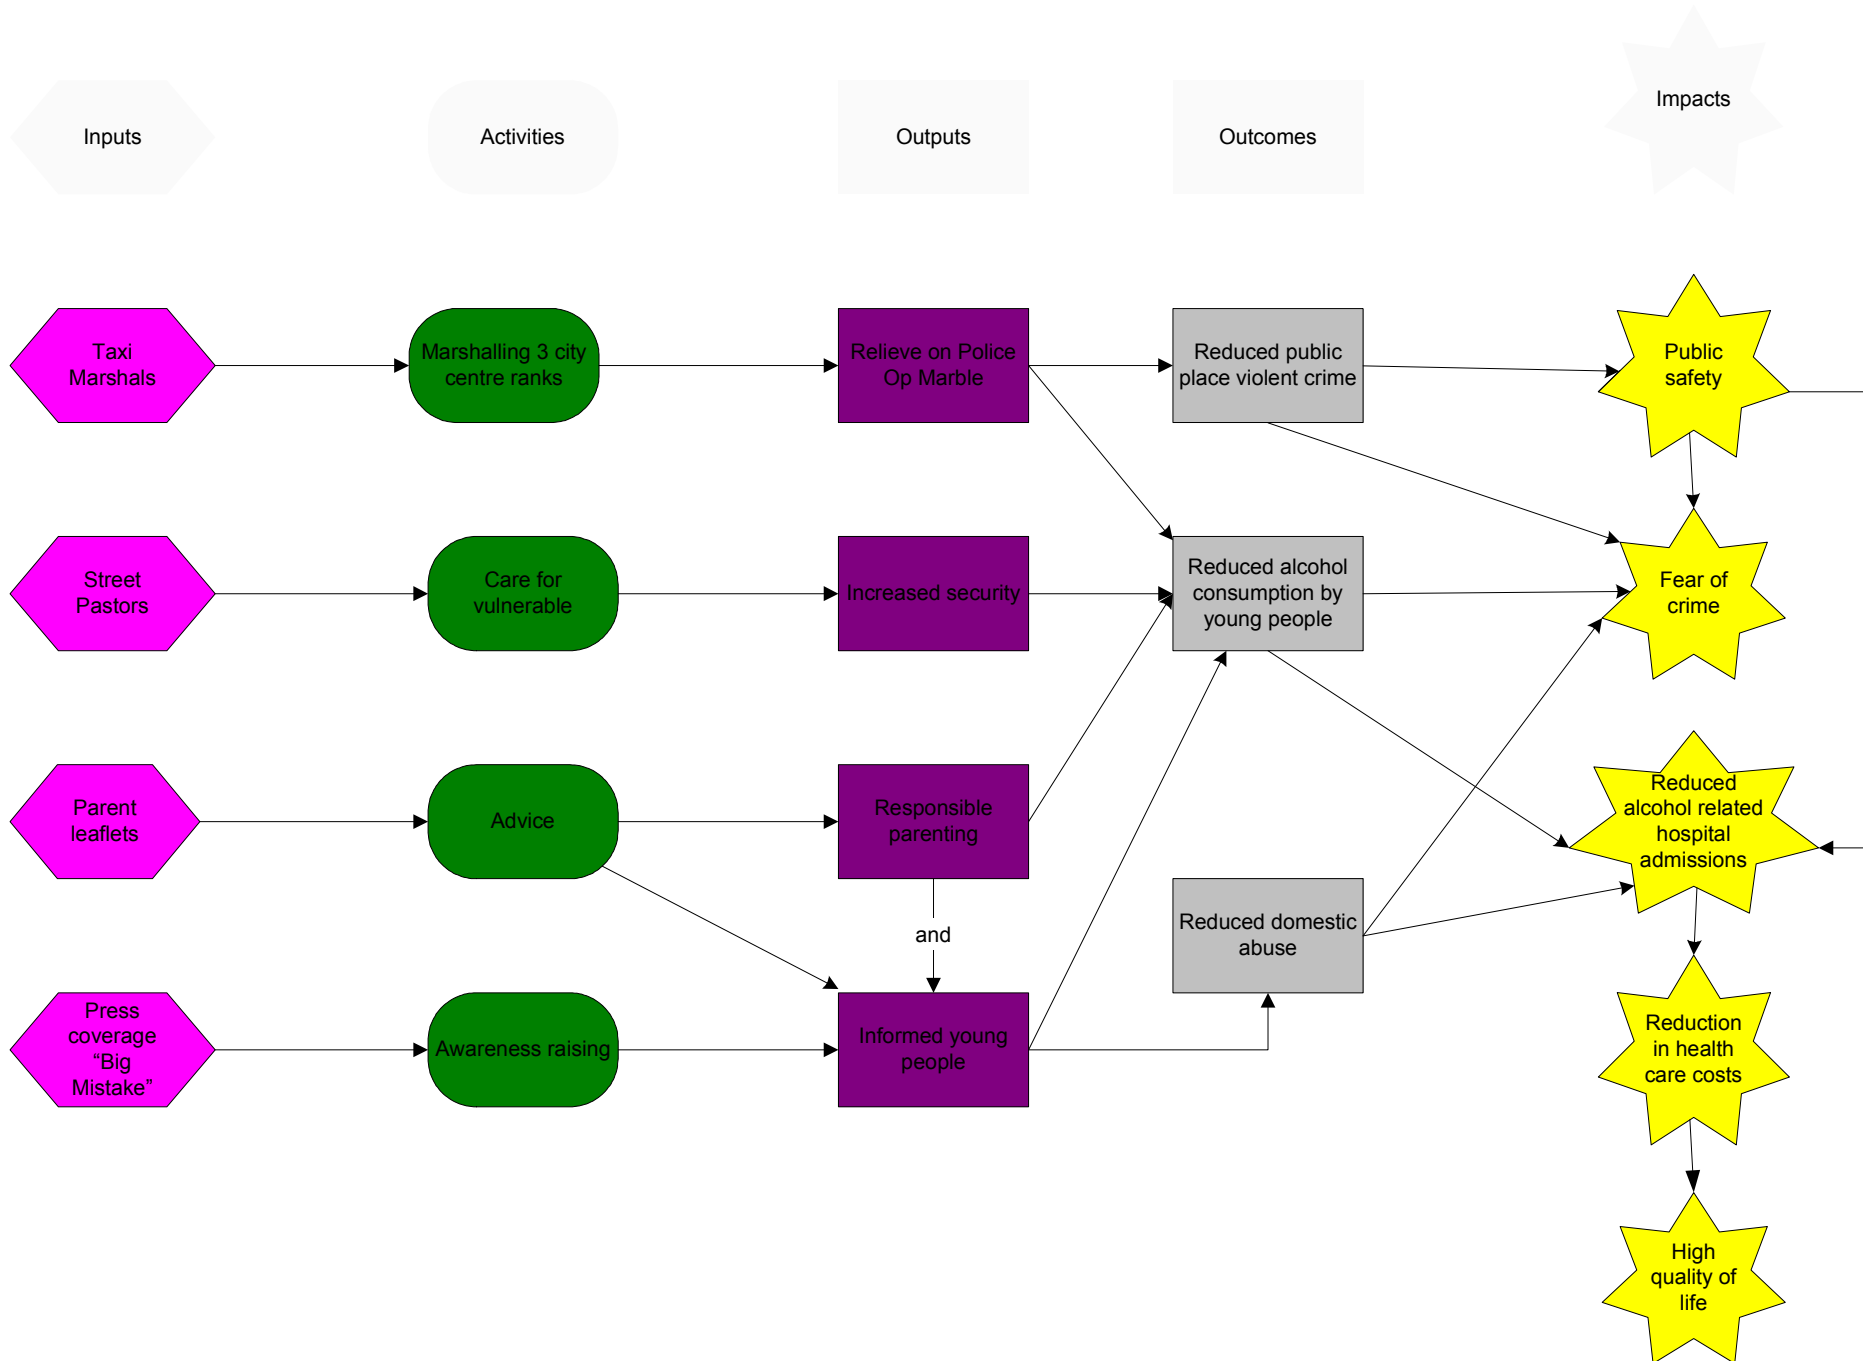 Inputs
Activities
Outputs
Outcomes
Impacts
Taxi
Marshals
Marshalling 3 city
centre ranks
Relieve on Police
Op Marble
Reduced public
place violent crime
Public
safety
Street
Pastors
Care for
vulnerable
Increased security
Reduced alcohol
consumption by
young people
Fear of
crime
Parent
leaflets
Advice
Responsible
parenting
Reduced
alcohol related
hospital
admissions
and
Reduced domestic
abuse
Press
coverage
“Big
Mistake”
Awareness raising
Informed young
people
Reduction
in health
care costs
High
quality of
life